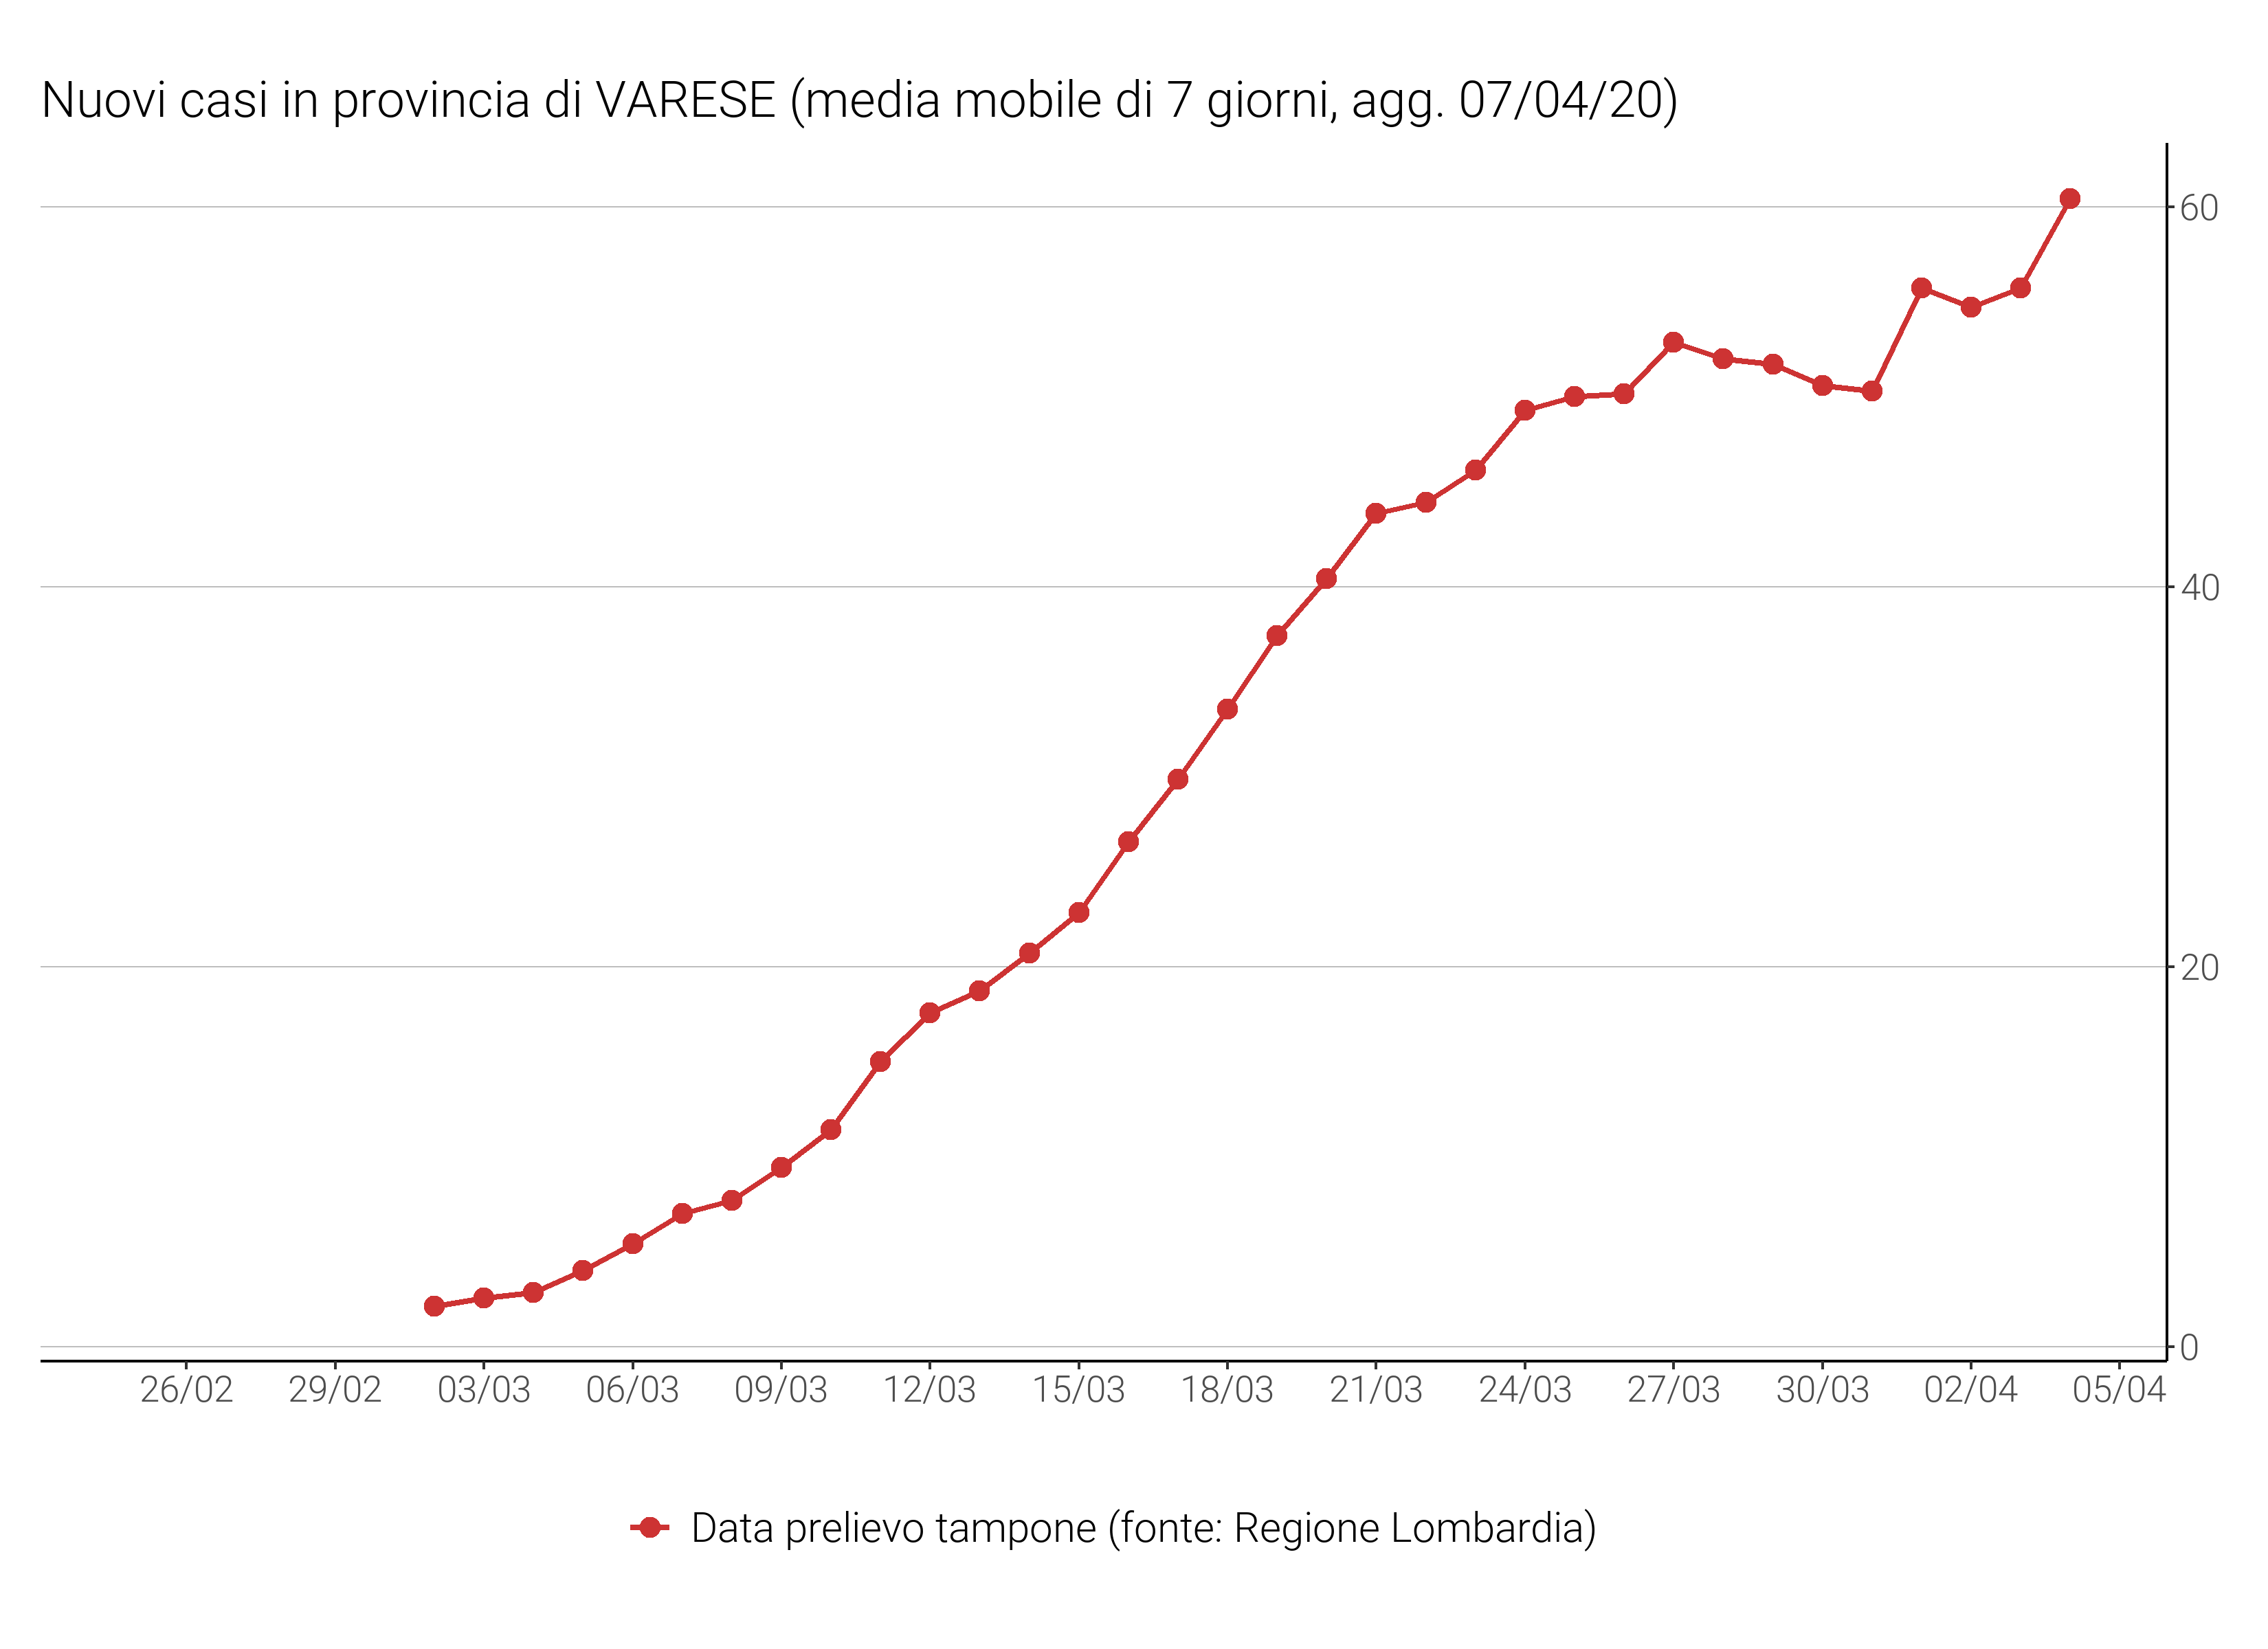 Nuovi casi in provincia di VARESE (media mobile di 7 giorni, agg. 07/04/20)
60
40
20
0
26/02 29/02 03/03 06/03 09/03 12/03 15/03 18/03 21/03 24/03 27/03 30/03 02/04 05/04
Data prelievo tampone (fonte: Regione Lombardia)